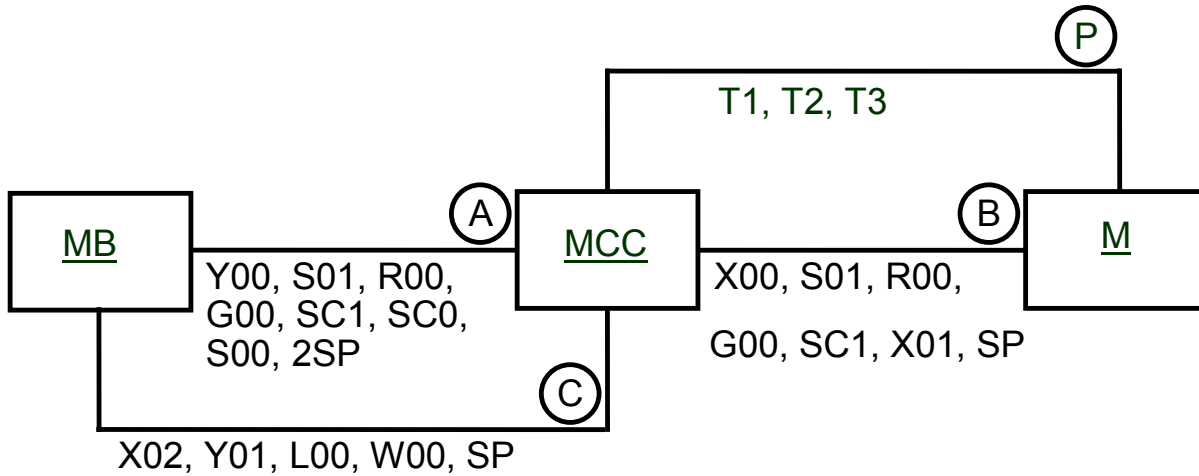 P
T1, T2, T3
A
B
MB
MCC
M
Y00, S01, R00,
G00, SC1, SC0,
S00, 2SP
X00, S01, R00,
G00, SC1, X01, SP
C
X02, Y01, L00, W00, SP